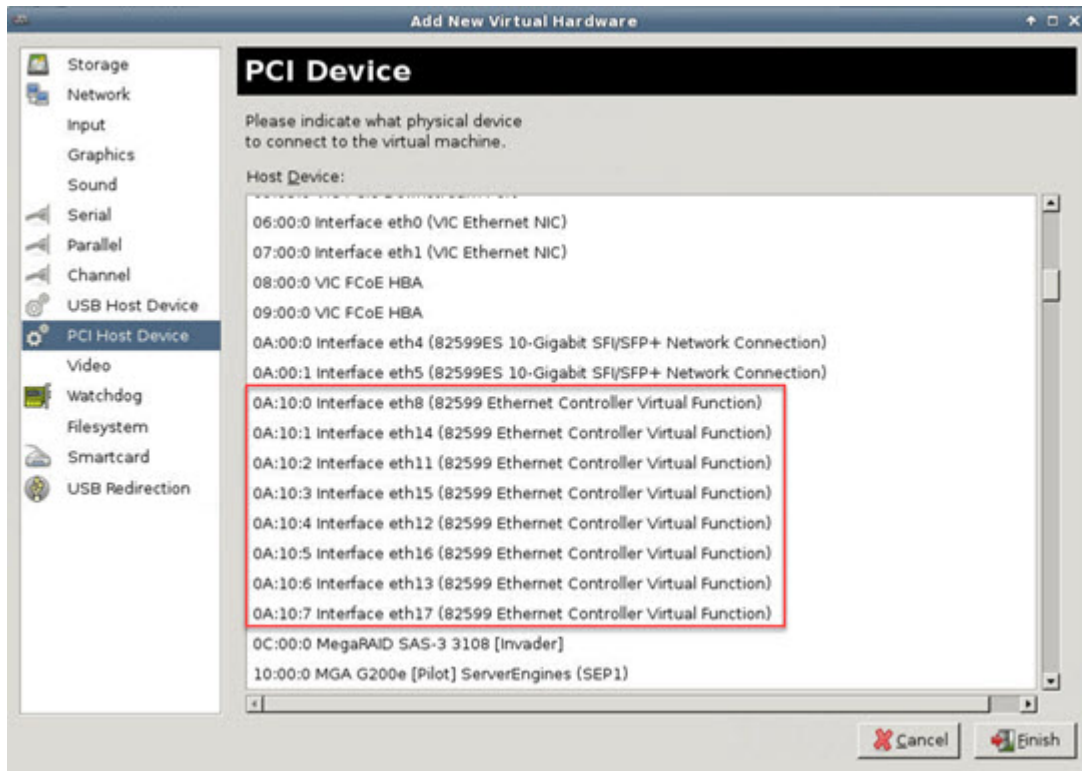 Add New Virtual Hardware
Storage
Network
Input
Graphics
Sound
Serial
Parallel
Channel
USB Host Device
PCI Host Device
Video
Watchdog
Filesystem
Smartcard
USB Redirection
PCI Device
Please indicate what physical device
to connect to the virtual machine.
Host Device:
06:00:0 Interface eth0 (VIC Ethernet NIC)
07:00:0 Interface eth1 (VIC Ethernet NIC)
08:00:0 VIC FCoE HBA
09:00:0 VIC FCoE HBA
0A:00:0 Interface eth4 (82599ES 10-Gigabit SFI/SFP+ Network Connection)
0A:00:1 Interface eth5 (82599ES 10-Gigabit SFI/SFP+ Network Connection)
0A:10:0 Interface eth8 (82599 Ethernet Controller Virtual Function)
0A:10:1 Interface eth14 (82599 Ethernet Controller Virtual Function)
0A:10:2 Interface eth11 (82599 Ethernet Controller Virtual Function)
0A:10:3 Interface eth15 (82599 Ethernet Controller Virtual Function)
0A:10:4 Interface eth12 (82599 Ethernet Controller Virtual Function)
0A:10:5 Interface eth16 (82599 Ethernet Controller Virtual Function)
0A:10:6 Interface eth13 (82599 Ethernet Controller Virtual Function)
0A:10:7 Interface eth17 (82599 Ethernet Controller Virtual Function)
0C:00:0 MegaRAID SAS-3 3108 [Invader]
10:00:0 MGA G200e [Pilot] ServerEngines (SEP1)
Cancel
Finish